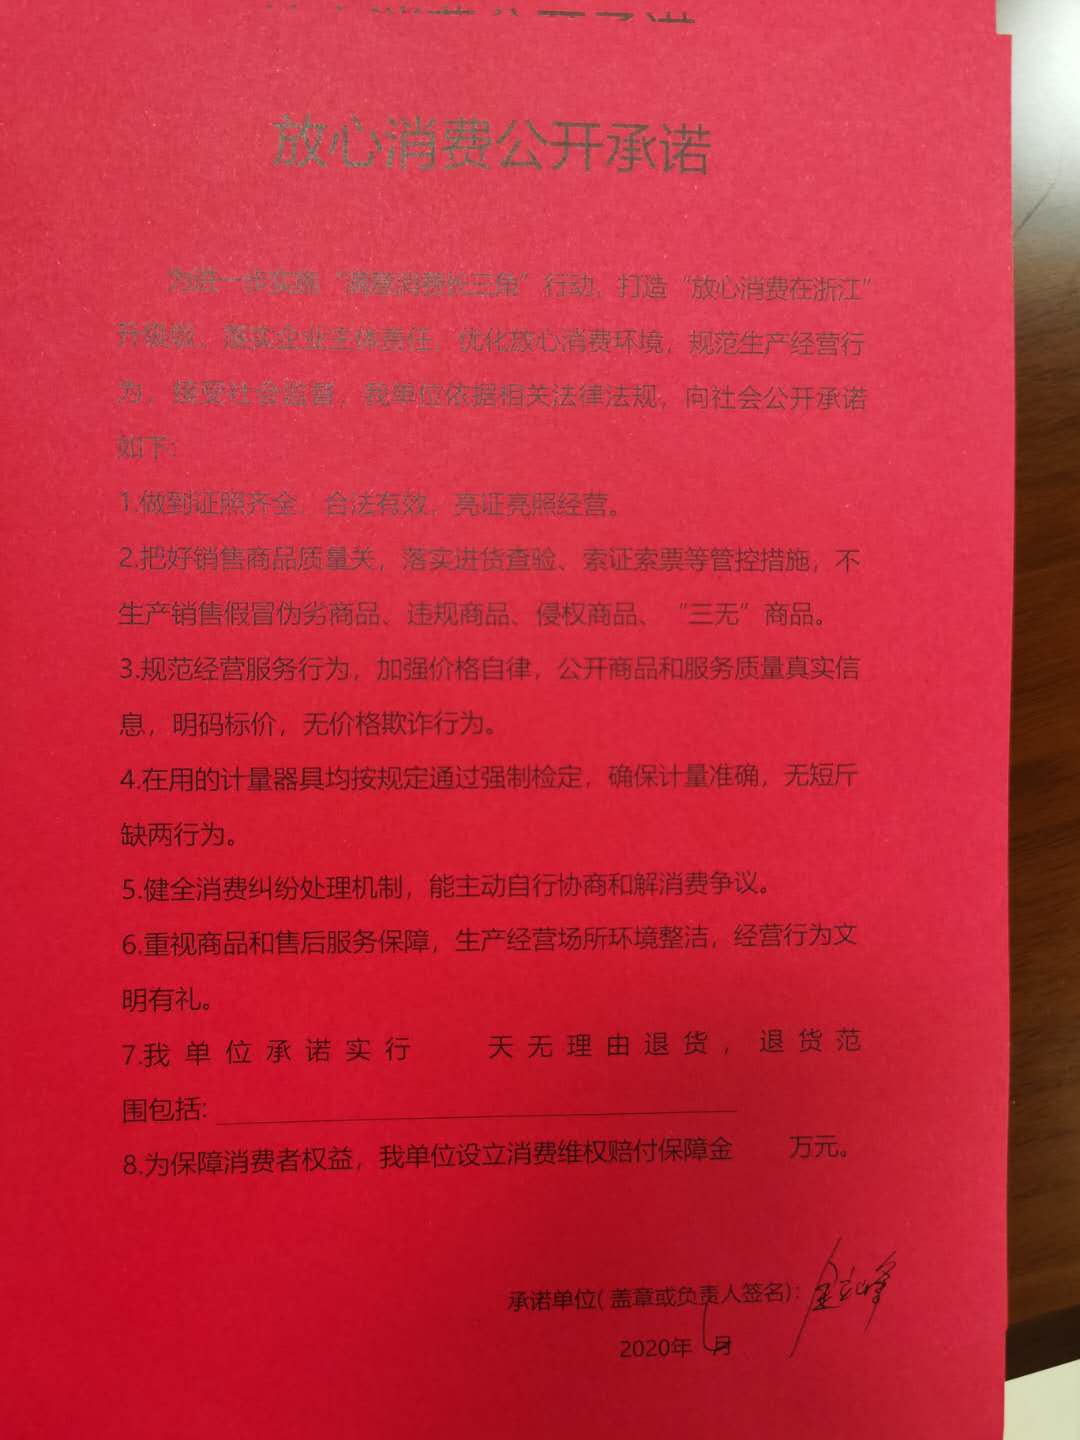 放心消费公开承诺
为进一步实施“满意消费长三角”行动，打造“放心消费在浙江”
升级版，落实企业主体责任，优化放心消费环境，规范生产经营行
为，接受社会监督，我单位依据相关法律法规，向社会公开承诺
如下：
1.做到证照齐全，合法有效，亮证亮照经营。
2.把好销售商品质量关，落实进货查验、索证索票等管控措施，不
生产销售假冒伪劣商品、违规商品、侵权商品、“三无”商品。
3.规范经营服务行为，加强价格自律，公开商品和服务质量真实信
息，明码标价，无价格欺诈行为。
4.在用的计量器具均按规定通过强制检定，确保计量准确，无短斤
缺两行为。
5.健全消费纠纷处理机制，能主动自行协商和解消费争议。
6.重视商品和售后服务保障，生产经营场所环境整洁，经营行为文
明有礼。
7.我单位承诺实行 天无理由退货，退货范
围包括:
8.为保障消费者权益，我单位设立消费维权赔付保障金 万元。
承诺单位(盖章或负责人签名):
2020年 月